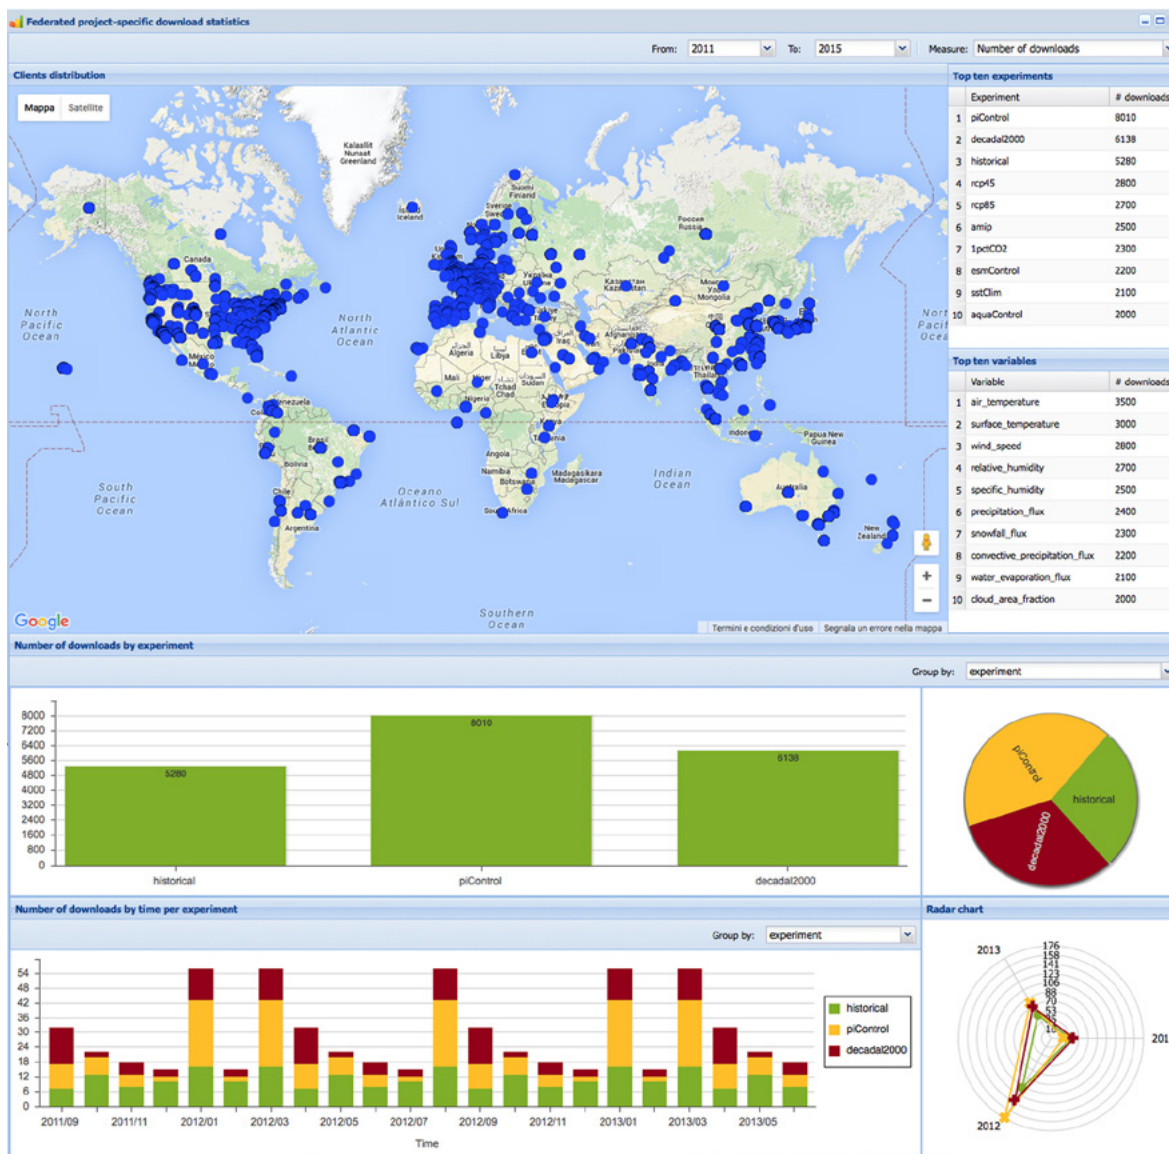 Federated project-specific download statistics
From: 2011 To: 2015 Measure: Number of downloads
Clients distribution
Mappa Satellite
Kalaallit
Nunaat
Greenland
Suomi
Finland
Sverige
Iceland
Россия
Russia
Canada
Україна
Монгол
Mongolia
North
Pacific
Ocean
North
Atlantic
Ocean
México
Algeria
Libya
Mali
Niger
Tchad
Chad
Nigeria
Angola
Namibia
Botswana
Madagasikara
Madagascar
Brasil
Bolivia
Chile
Argentina
Papua New
Guinea
Indian
Ocean
Australia
New
Zealand
South
Pacific
Ocean
Oceano
Atlântico Sul
Southern
Ocean
+
−
Google
Termini e condizioni d'uso Segnala un errore nella mappa
Top ten experiments
Experiment # downloads
1 piControl 8010
2 decadal2000 6138
3 historical 5280
4 rcp45 2800
5 rcp85 2700
6 amip 2500
7 1pctCO2 2300
8 esmControl 2200
9 sstClim 2100
10 aquaControl 2000
Top ten variables
Variable # downloads
1 air_temperature 3500
2 surface_temperature 3000
3 wind_speed 2800
4 relative_humidity 2700
5 specific_humidity 2500
6 precipitation_flux 2400
7 snowfall_flux 2300
8 convective_precipitation_flux 2200
9 water_evaporation_flux 2100
10 cloud_area_fraction 2000
Number of downloads by experiment
Group by: experiment
8000
7200
6400
5600
4800
4000
3200
2400
1600
800
0
5280 8010 6138
historical piControl decadal2000
piControl
historical
decadal2000
Number of downloads by time per experiment
Group by: experiment
54
48
42
36
30
24
18
12
6
0
2011/09 2011/11 2012/01 2012/03 2012/05 2012/07 2012/09 2012/11 2013/01 2013/03 2013/05
Time
historical
piControl
decadal2000
Radar chart
2013
176
158
141
123
106
88
70
53
201
2012